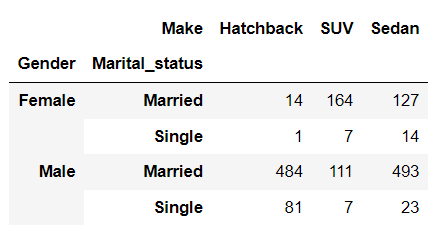 Make Hatchback SUV Sedan
Gender Marital_status
Female Married 14 164 127
Single 1 7 14
Male Married 484 111 493
Single 81 7 23